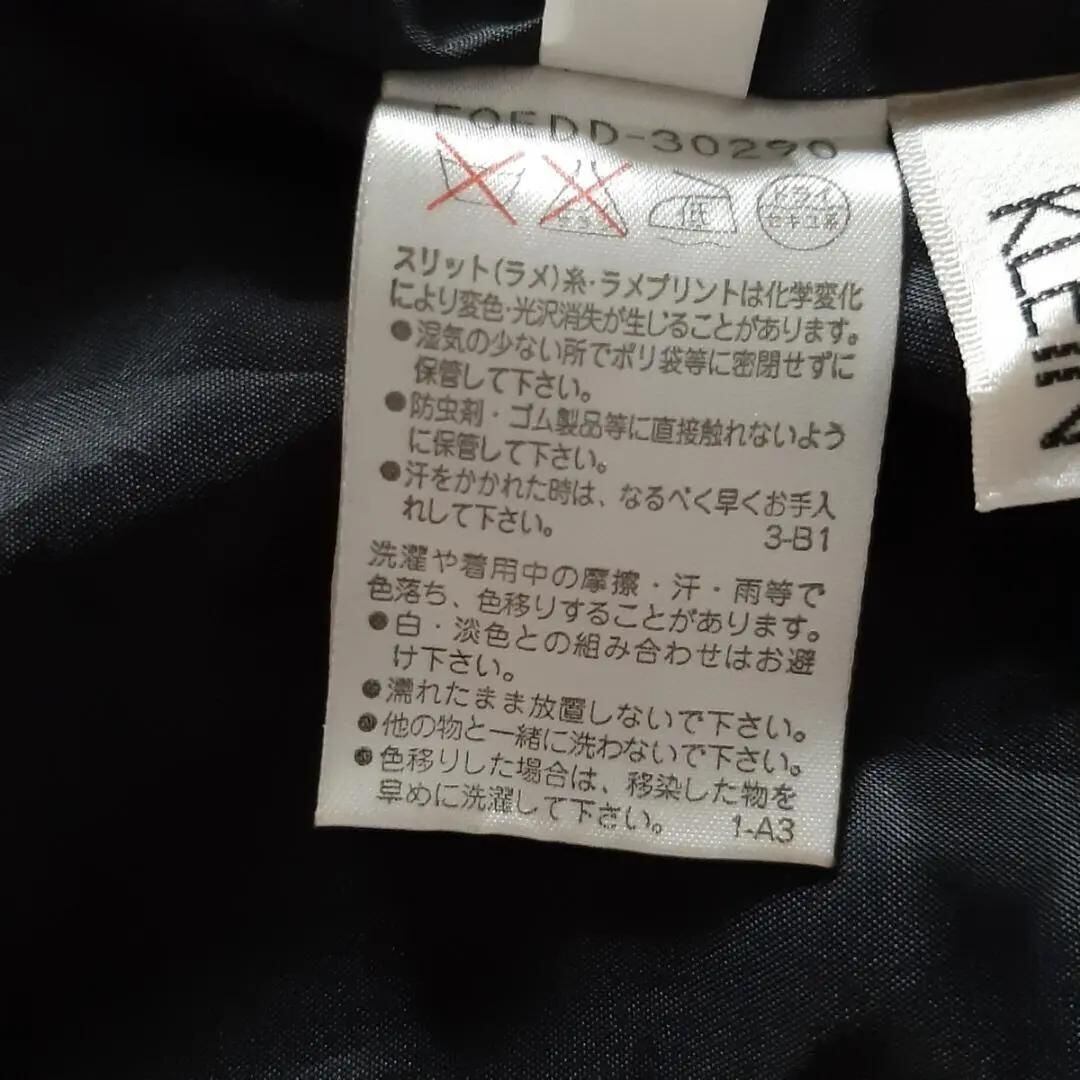 FOEDD-30290
低
ドライ
セキユ系
スリット(ラメ)糸・ラメプリントは化学変化
により変色・光沢消失が生じることがあります。
●湿気の少ない所でポリ袋等に密閉せずに
保管して下さい。
●防虫剤・ゴム製品等に直接触れないよう
に保管して下さい。
●汗をかかれた時は、なるべく早くお手入
れして下さい。
3-B1
洗濯や着用中の摩擦・汗・雨等で
色落ち、色移りすることがあります。
●白・淡色との組み合わせはお避
け下さい。
●濡れたまま放置しないで下さい。
●他の物と一緒に洗わないで下さい。
●色移りした場合は、移染した物を
早めに洗濯して下さい。
1-A3
KLEIN